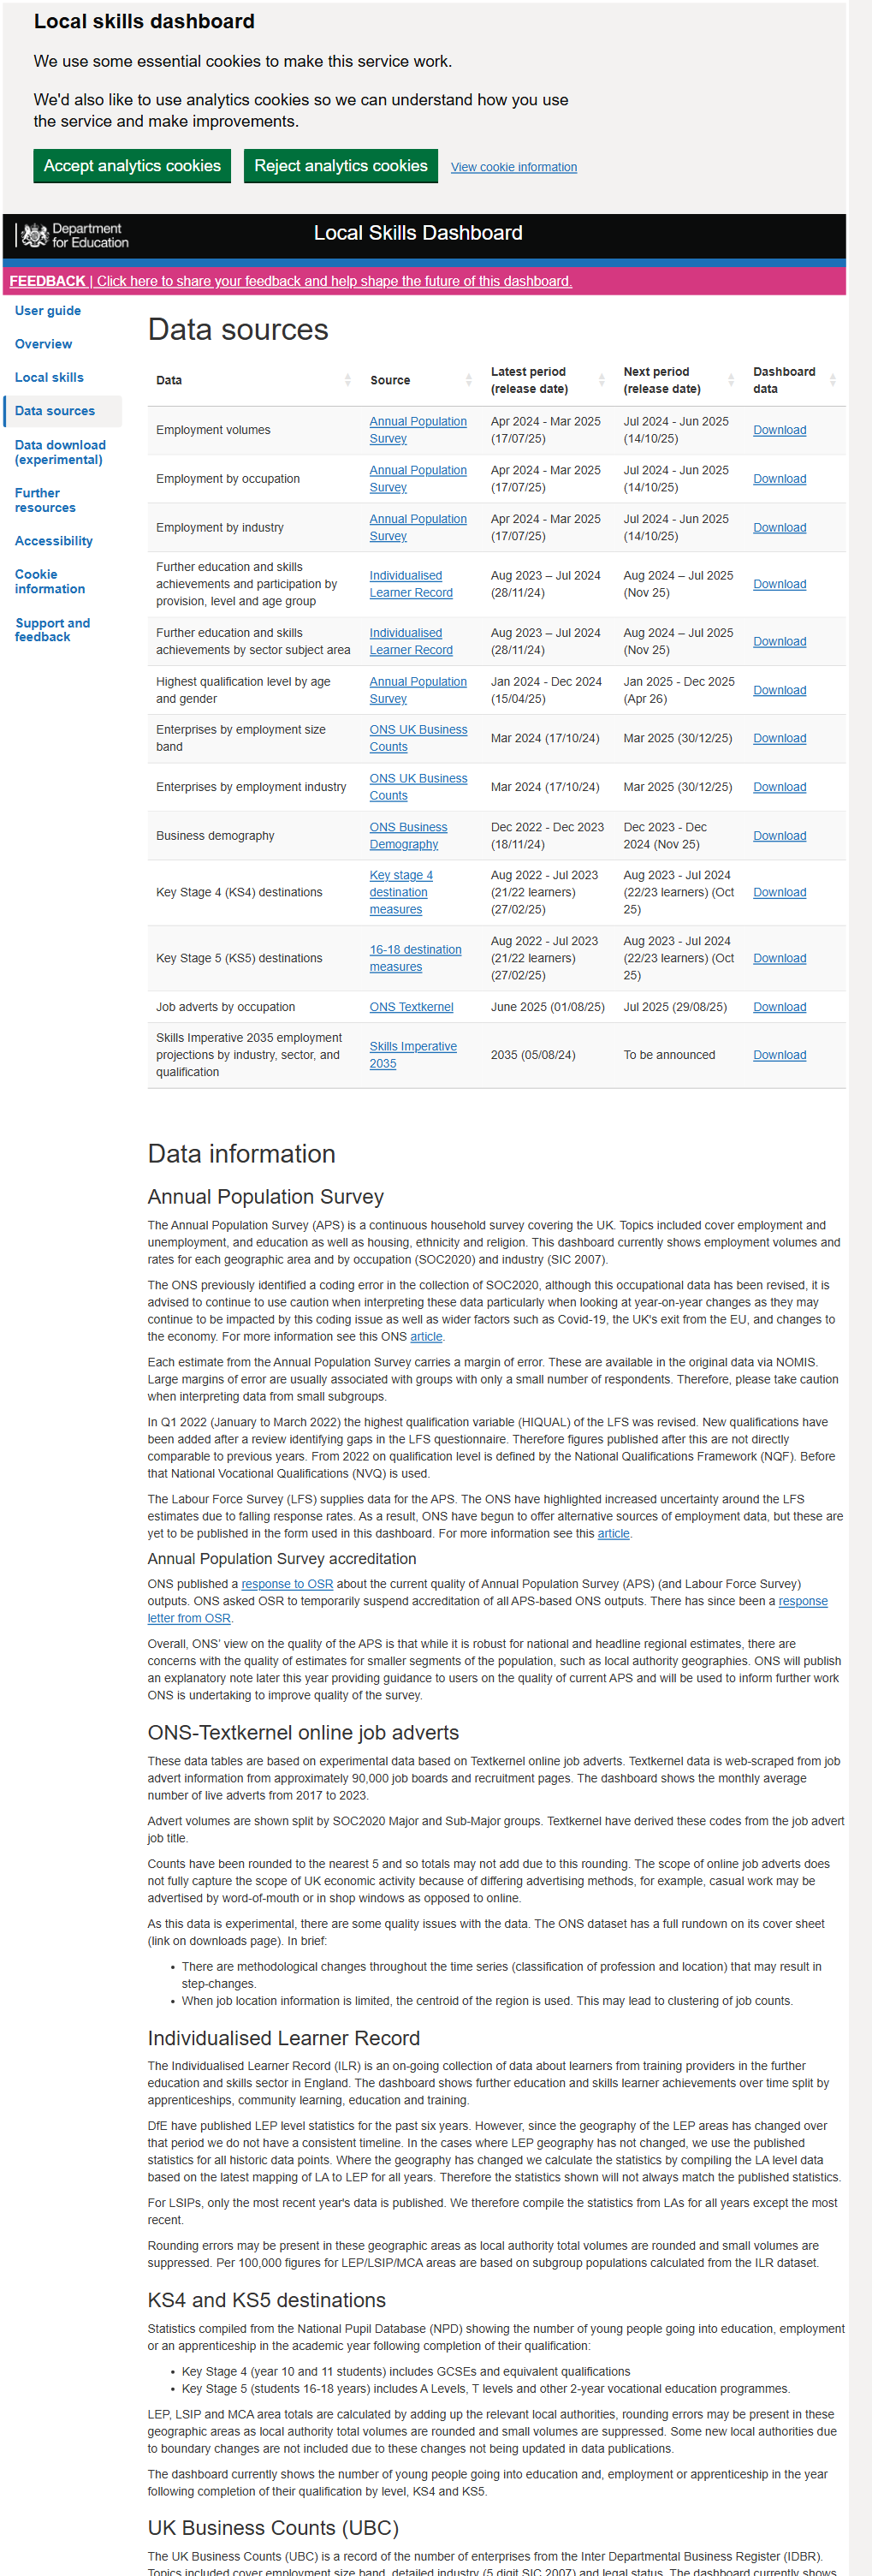 Local skills dashboard
We use some essential cookies to make this service work.
We'd also like to use analytics cookies so we can understand how you use
the service and make improvements.
Accept analytics cookies Reject analytics cookies View cookie information
Department
for Education
Local Skills Dashboard
FEEDBACK | Click here to share your feedback and help shape the future of this dashboard.
User guide
Overview
Local skills
Data sources
Data download
(experimental)
Further
resources
Accessibility
Cookie
information
Support and
feedback
Data sources
Data Source Latest period (release date) Next period (release date) Dashboard data
Employment volumes Annual Population Survey Apr 2024 - Mar 2025 (17/07/25) Jul 2024 - Jun 2025 (14/10/25) Download
Employment by occupation Annual Population Survey Apr 2024 - Mar 2025 (17/07/25) Jul 2024 - Jun 2025 (14/10/25) Download
Employment by industry Annual Population Survey Apr 2024 - Mar 2025 (17/07/25) Jul 2024 - Jun 2025 (14/10/25) Download
Further education and skills achievements and participation by provision, level and age group Individualised Learner Record Aug 2023 – Jul 2024 (28/11/24) Aug 2024 – Jul 2025 (Nov 25) Download
Further education and skills achievements by sector subject area Individualised Learner Record Aug 2023 – Jul 2024 (28/11/24) Aug 2024 – Jul 2025 (Nov 25) Download
Highest qualification level by age and gender Annual Population Survey Jan 2024 - Dec 2024 (15/04/25) Jan 2025 - Dec 2025 (Apr 26) Download
Enterprises by employment size band ONS UK Business Counts Mar 2024 (17/10/24) Mar 2025 (30/12/25) Download
Enterprises by employment industry ONS UK Business Counts Mar 2024 (17/10/24) Mar 2025 (30/12/25) Download
Business demography ONS Business Demography Dec 2022 - Dec 2023 (18/11/24) Dec 2023 - Dec 2024 (Nov 25) Download
Key Stage 4 (KS4) destinations Key stage 4 destination measures Aug 2022 - Jul 2023 (21/22 learners) (27/02/25) Aug 2023 - Jul 2024 (22/23 learners) (Oct 25) Download
Key Stage 5 (KS5) destinations 16-18 destination measures Aug 2022 - Jul 2023 (21/22 learners) (27/02/25) Aug 2023 - Jul 2024 (22/23 learners) (Oct 25) Download
Job adverts by occupation ONS Textkernel June 2025 (01/08/25) Jul 2025 (29/08/25) Download
Skills Imperative 2035 employment projections by industry, sector, and qualification Skills Imperative 2035 2035 (05/08/24) To be announced Download
Data information
Annual Population Survey
The Annual Population Survey (APS) is a continuous household survey covering the UK. Topics included cover employment and
unemployment, and education as well as housing, ethnicity and religion. This dashboard currently shows employment volumes and
rates for each geographic area and by occupation (SOC2020) and industry (SIC 2007).
The ONS previously identified a coding error in the collection of SOC2020, although this occupational data has been revised, it is
advised to continue to use caution when interpreting these data particularly when looking at year-on-year changes as they may
continue to be impacted by this coding issue as well as wider factors such as Covid-19, the UK's exit from the EU, and changes to
the economy. For more information see this ONS article.
Each estimate from the Annual Population Survey carries a margin of error. These are available in the original data via NOMIS.
Large margins of error are usually associated with groups with only a small number of respondents. Therefore, please take caution
when interpreting data from small subgroups.
In Q1 2022 (January to March 2022) the highest qualification variable (HIQUAL) of the LFS was revised. New qualifications have
been added after a review identifying gaps in the LFS questionnaire. Therefore figures published after this are not directly
comparable to previous years. From 2022 on qualification level is defined by the National Qualifications Framework (NQF). Before
that National Vocational Qualifications (NVQ) is used.
The Labour Force Survey (LFS) supplies data for the APS. The ONS have highlighted increased uncertainty around the LFS
estimates due to falling response rates. As a result, ONS have begun to offer alternative sources of employment data, but these are
yet to be published in the form used in this dashboard. For more information see this article.
Annual Population Survey accreditation
ONS published a response to OSR about the current quality of Annual Population Survey (APS) (and Labour Force Survey)
outputs. ONS asked OSR to temporarily suspend accreditation of all APS-based ONS outputs. There has since been a response
letter from OSR.
Overall, ONS' view on the quality of the APS is that while it is robust for national and headline regional estimates, there are
concerns with the quality of estimates for smaller segments of the population, such as local authority geographies. ONS will publish
an explanatory note later this year providing guidance to users on the quality of current APS and will be used to inform further work
ONS is undertaking to improve quality of the survey.
ONS-Textkernel online job adverts
These data tables are based on experimental data based on Textkernel online job adverts. Textkernel data is web-scraped from job
advert information from approximately 90,000 job boards and recruitment pages. The dashboard shows the monthly average
number of live adverts from 2017 to 2023.
Advert volumes are shown split by SOC2020 Major and Sub-Major groups. Textkernel have derived these codes from the job advert
job title.
Counts have been rounded to the nearest 5 and so totals may not add due to this rounding. The scope of online job adverts does
not fully capture the scope of UK economic activity because of differing advertising methods, for example, casual work may be
advertised by word-of-mouth or in shop windows as opposed to online.
As this data is experimental, there are some quality issues with the data. The ONS dataset has a full rundown on its cover sheet
(link on downloads page). In brief:
• There are methodological changes throughout the time series (classification of profession and location) that may result in
step-changes.
• When job location information is limited, the centroid of the region is used. This may lead to clustering of job counts.
Individualised Learner Record
The Individualised Learner Record (ILR) is an on-going collection of data about learners from training providers in the further
education and skills sector in England. The dashboard shows further education and skills learner achievements over time split by
apprenticeships, community learning, education and training.
DfE have published LEP level statistics for the past six years. However, since the geography of the LEP areas has changed over
that period we do not have a consistent timeline. In the cases where LEP geography has not changed, we use the published
statistics for all historic data points. Where the geography has changed we calculate the statistics by compiling the LA level data
based on the latest mapping of LA to LEP for all years. Therefore the statistics shown will not always match the published statistics.
For LSIPs, only the most recent year's data is published. We therefore compile the statistics from LAs for all years except the most
recent.
Rounding errors may be present in these geographic areas as local authority total volumes are rounded and small volumes are
suppressed. Per 100,000 figures for LEP/LSIP/MCA areas are based on subgroup populations calculated from the ILR dataset.
KS4 and KS5 destinations
Statistics compiled from the National Pupil Database (NPD) showing the number of young people going into education, employment
or an apprenticeship in the academic year following completion of their qualification:
• Key Stage 4 (year 10 and 11 students) includes GCSEs and equivalent qualifications
• Key Stage 5 (students 16-18 years) includes A Levels, T levels and other 2-year vocational education programmes.
LEP, LSIP and MCA area totals are calculated by adding up the relevant local authorities, rounding errors may be present in these
geographic areas as local authority total volumes are rounded and small volumes are suppressed. Some new local authorities due
to boundary changes are not included due to these changes not being updated in data publications.
The dashboard currently shows the number of young people going into education and, employment or apprenticeship in the year
following completion of their qualification by level, KS4 and KS5.
UK Business Counts (UBC)
The UK Business Counts (UBC) is a record of the number of enterprises from the Inter Departmental Business Register (IDBR).
Topics included cover employment size band, detailed industry (5 digit SIC 2007) and legal status. The dashboard currently shows